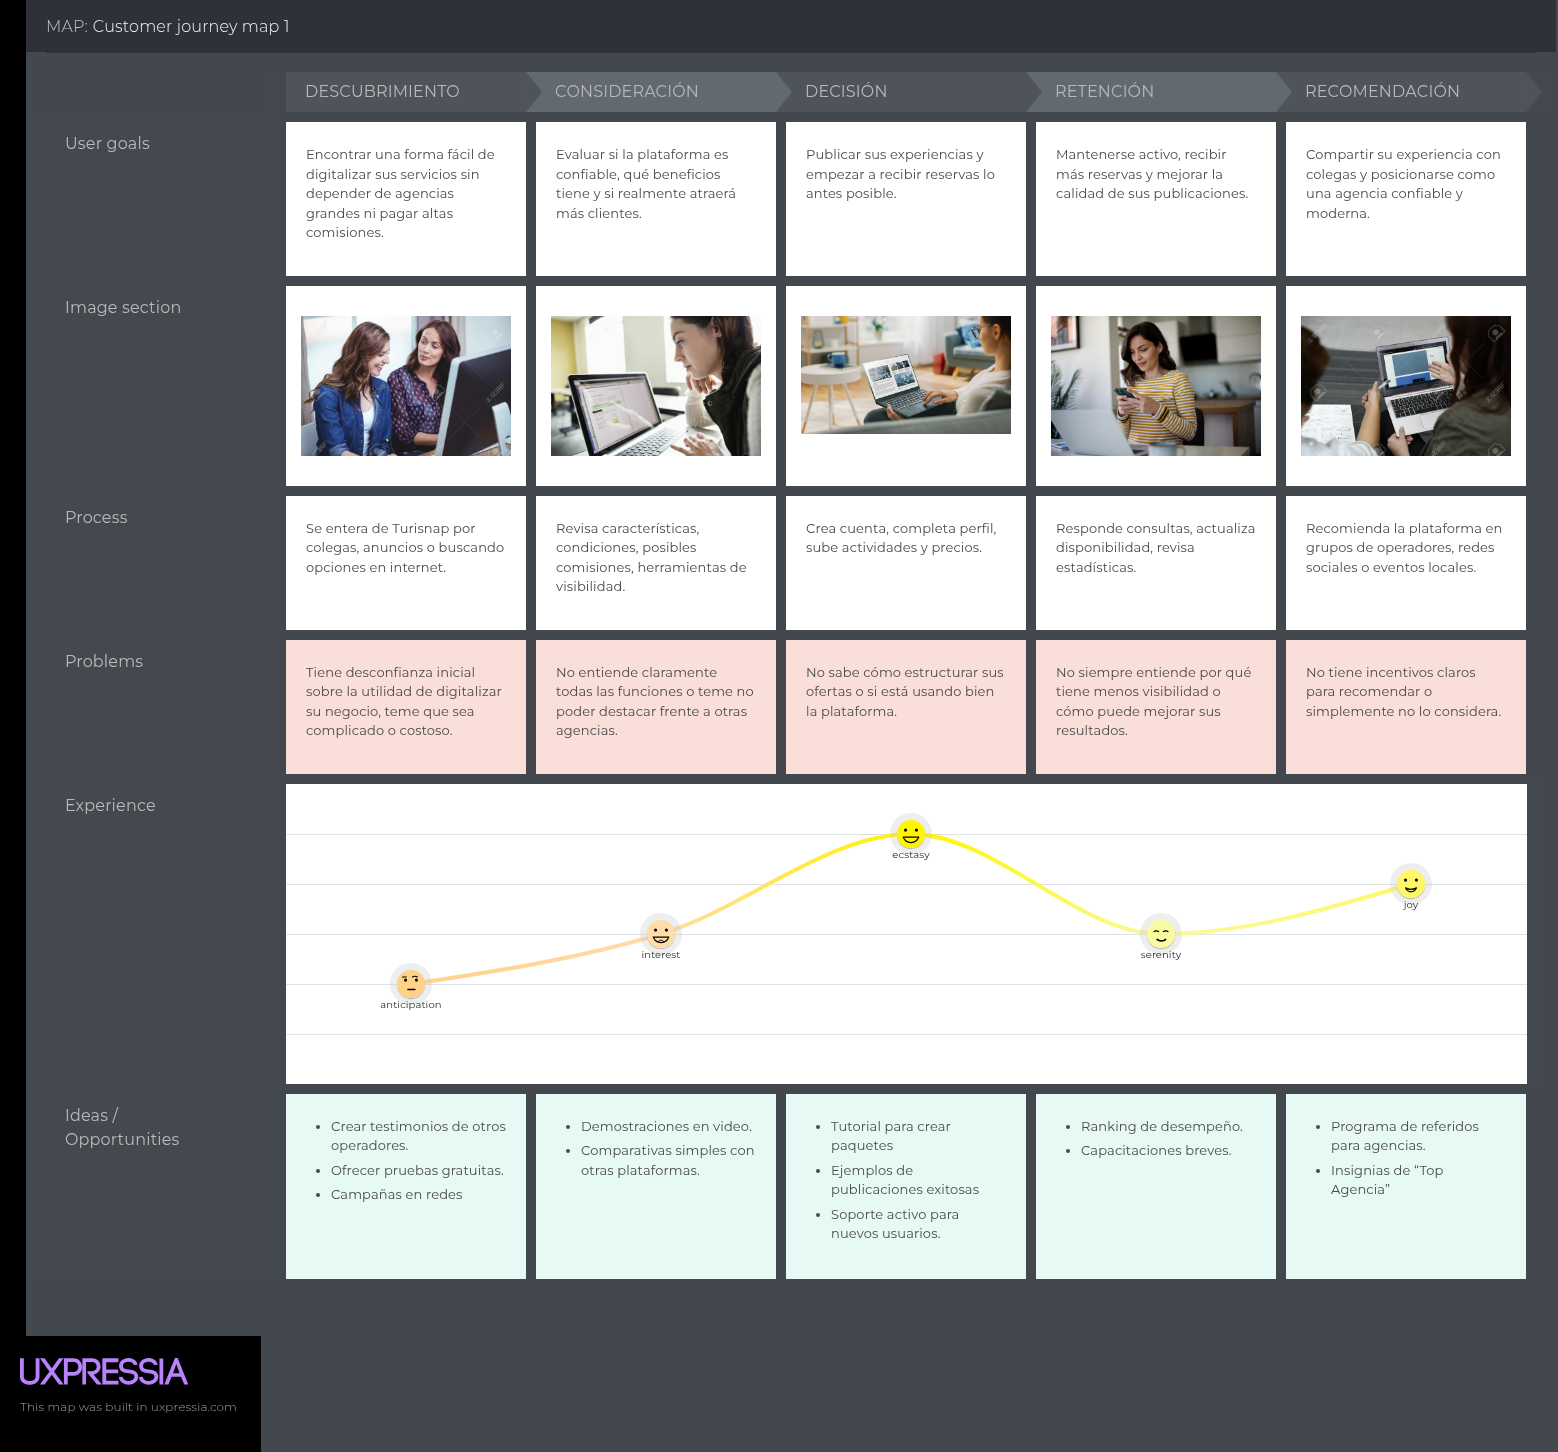 MAP: Customer journey map 1
DESCUBRIMIENTO
CONSIDERACIÓN
DECISIÓN
RETENCIÓN
RECOMENDACIÓN
User goals
Encontrar una forma fácil de
digitalizar sus servicios sin
depender de agencias
grandes ni pagar altas
comisiones.
Evaluar si la plataforma es
confiable, qué beneficios
tiene y si realmente atraerá
más clientes.
Publicar sus experiencias y
empezar a recibir reservas lo
antes posible.
Mantenerse activo, recibir
más reservas y mejorar la
calidad de sus publicaciones.
Compartir su experiencia con
colegas y posicionarse como
una agencia confiable y
moderna.
Image section
Process
Se entera de Turisnap por
colegas, anuncios o buscando
opciones en internet.
Revisa características,
condiciones, posibles
comisiones, herramientas de
visibilidad.
Crea cuenta, completa perfil,
sube actividades y precios.
Responde consultas, actualiza
disponibilidad, revisa
estadísticas.
Recomienda la plataforma en
grupos de operadores, redes
sociales o eventos locales.
Problems
Tiene desconfianza inicial
sobre la utilidad de digitalizar
su negocio, teme que sea
complicado o costoso.
No entiende claramente
todas las funciones o teme no
poder destacar frente a otras
agencias.
No sabe cómo estructurar sus
ofertas o si está usando bien
la plataforma.
No siempre entiende por qué
tiene menos visibilidad o
cómo puede mejorar sus
resultados.
No tiene incentivos claros
para recomendar o
simplemente no lo considera.
Experience
anticipation
interest
ecstasy
serenity
joy
Ideas /
Opportunities
• Crear testimonios de otros
operadores.
• Ofrecer pruebas gratuitas.
• Campañas en redes
• Demostraciones en video.
• Comparativas simples con
otras plataformas.
• Tutorial para crear
paquetes
• Ejemplos de
publicaciones exitosas
• Soporte activo para
nuevos usuarios.
• Ranking de desempeño.
• Capacitaciones breves.
• Programa de referidos
para agencias.
• Insignias de “Top
Agencia”
UXPRESSIA
This map was built in uxpressia.com